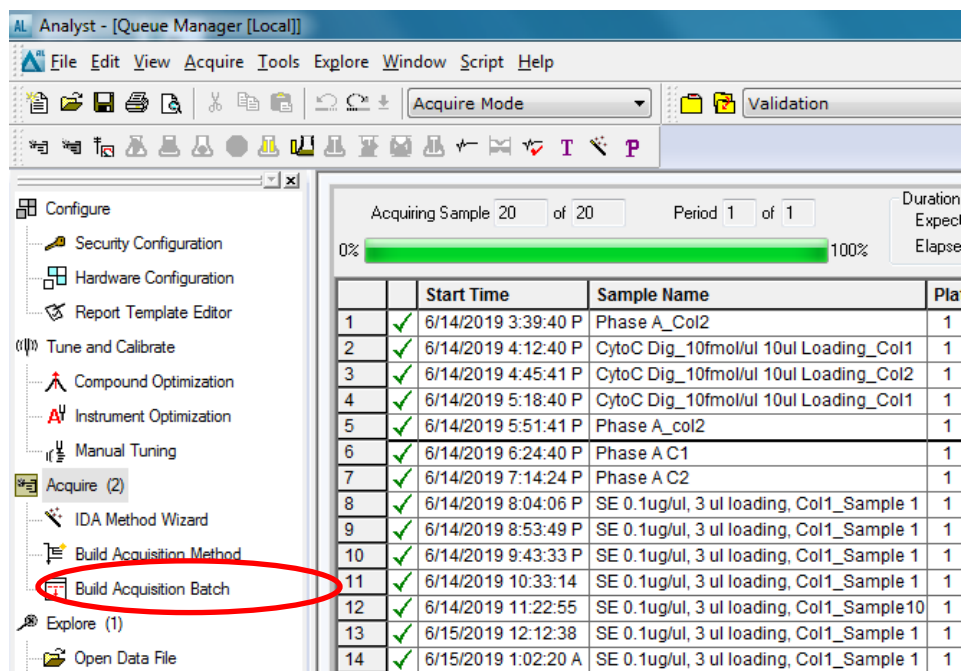 AL Analyst - [Queue Manager [Local]]
File Edit View Acquire Tools Explore Window Script Help
Acquire Mode Validation
T P
Configure
Security Configuration
Hardware Configuration
Report Template Editor
Tune and Calibrate
Compound Optimization
Instrument Optimization
Manual Tuning
Acquire (2)
IDA Method Wizard
Build Acquisition Method
Build Acquisition Batch
Explore (1)
Open Data File
Acquiring Sample 20 of 20 Period 1 of 1
Duration
Expect
Elapse
0% 100%
Start Time Sample Name Plat
1 6/14/2019 3:39:40 P Phase A_Col2 1
2 6/14/2019 4:12:40 P CytoC Dig_10fmol/ul 10ul Loading_Col1 1
3 6/14/2019 4:45:41 P CytoC Dig_10fmol/ul 10ul Loading_Col2 1
4 6/14/2019 5:18:40 P CytoC Dig_10fmol/ul 10ul Loading_Col1 1
5 6/14/2019 5:51:41 P Phase A_col2 1
6 6/14/2019 6:24:40 P Phase A C1 1
7 6/14/2019 7:14:24 P Phase A C2 1
8 6/14/2019 8:04:06 P SE 0.1ug/ul, 3 ul loading, Col1_Sample 1 1
9 6/14/2019 8:53:49 P SE 0.1ug/ul, 3 ul loading, Col1_Sample 1 1
10 6/14/2019 9:43:33 P SE 0.1ug/ul, 3 ul loading, Col1_Sample 1 1
11 6/14/2019 10:33:14 SE 0.1ug/ul, 3 ul loading, Col1_Sample 1 1
12 6/14/2019 11:22:55 SE 0.1ug/ul, 3 ul loading, Col1_Sample10 1
13 6/15/2019 12:12:38 SE 0.1ug/ul, 3 ul loading, Col1_Sample 1 1
14 6/15/2019 1:02:20 A SE 0.1ug/ul, 3 ul loading, Col1_Sample 1 1